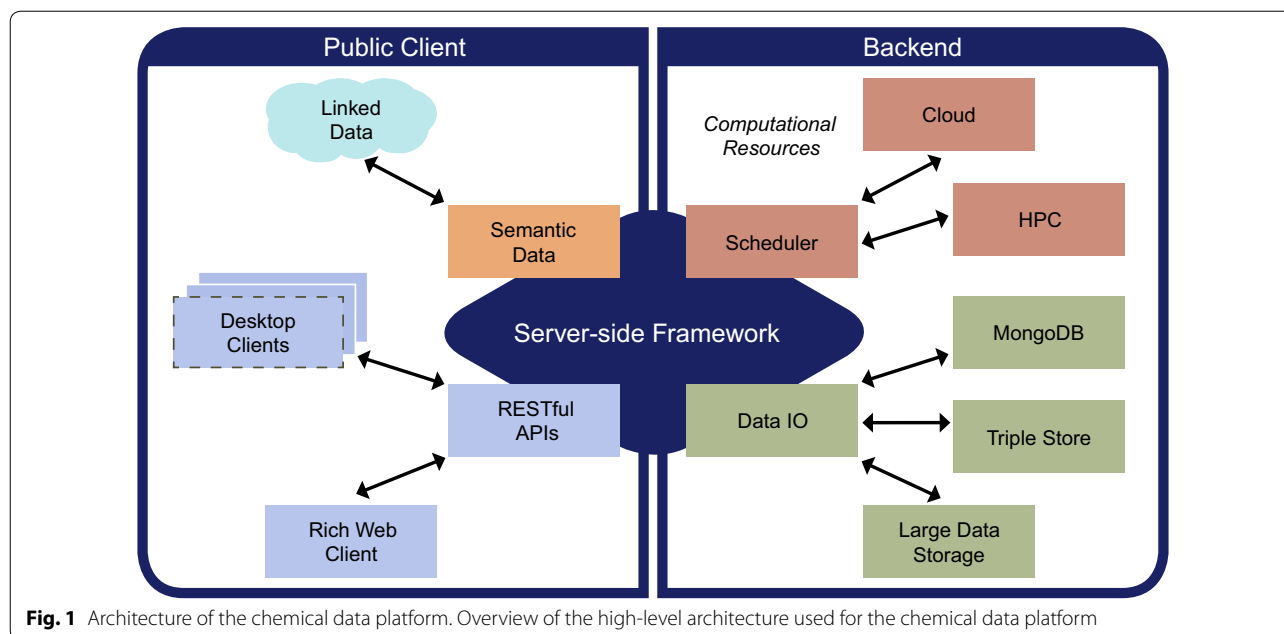 Public Client
Backend
Linked
Data
Computational
Resources
Cloud
Semantic
Data
Scheduler
HPC
Desktop
Clients
Server-side Framework
MongoDB
RESTful
APIs
Data IO
Triple Store
Rich Web
Client
Large Data
Storage
Fig. 1 Architecture of the chemical data platform. Overview of the high-level architecture used for the chemical data platform